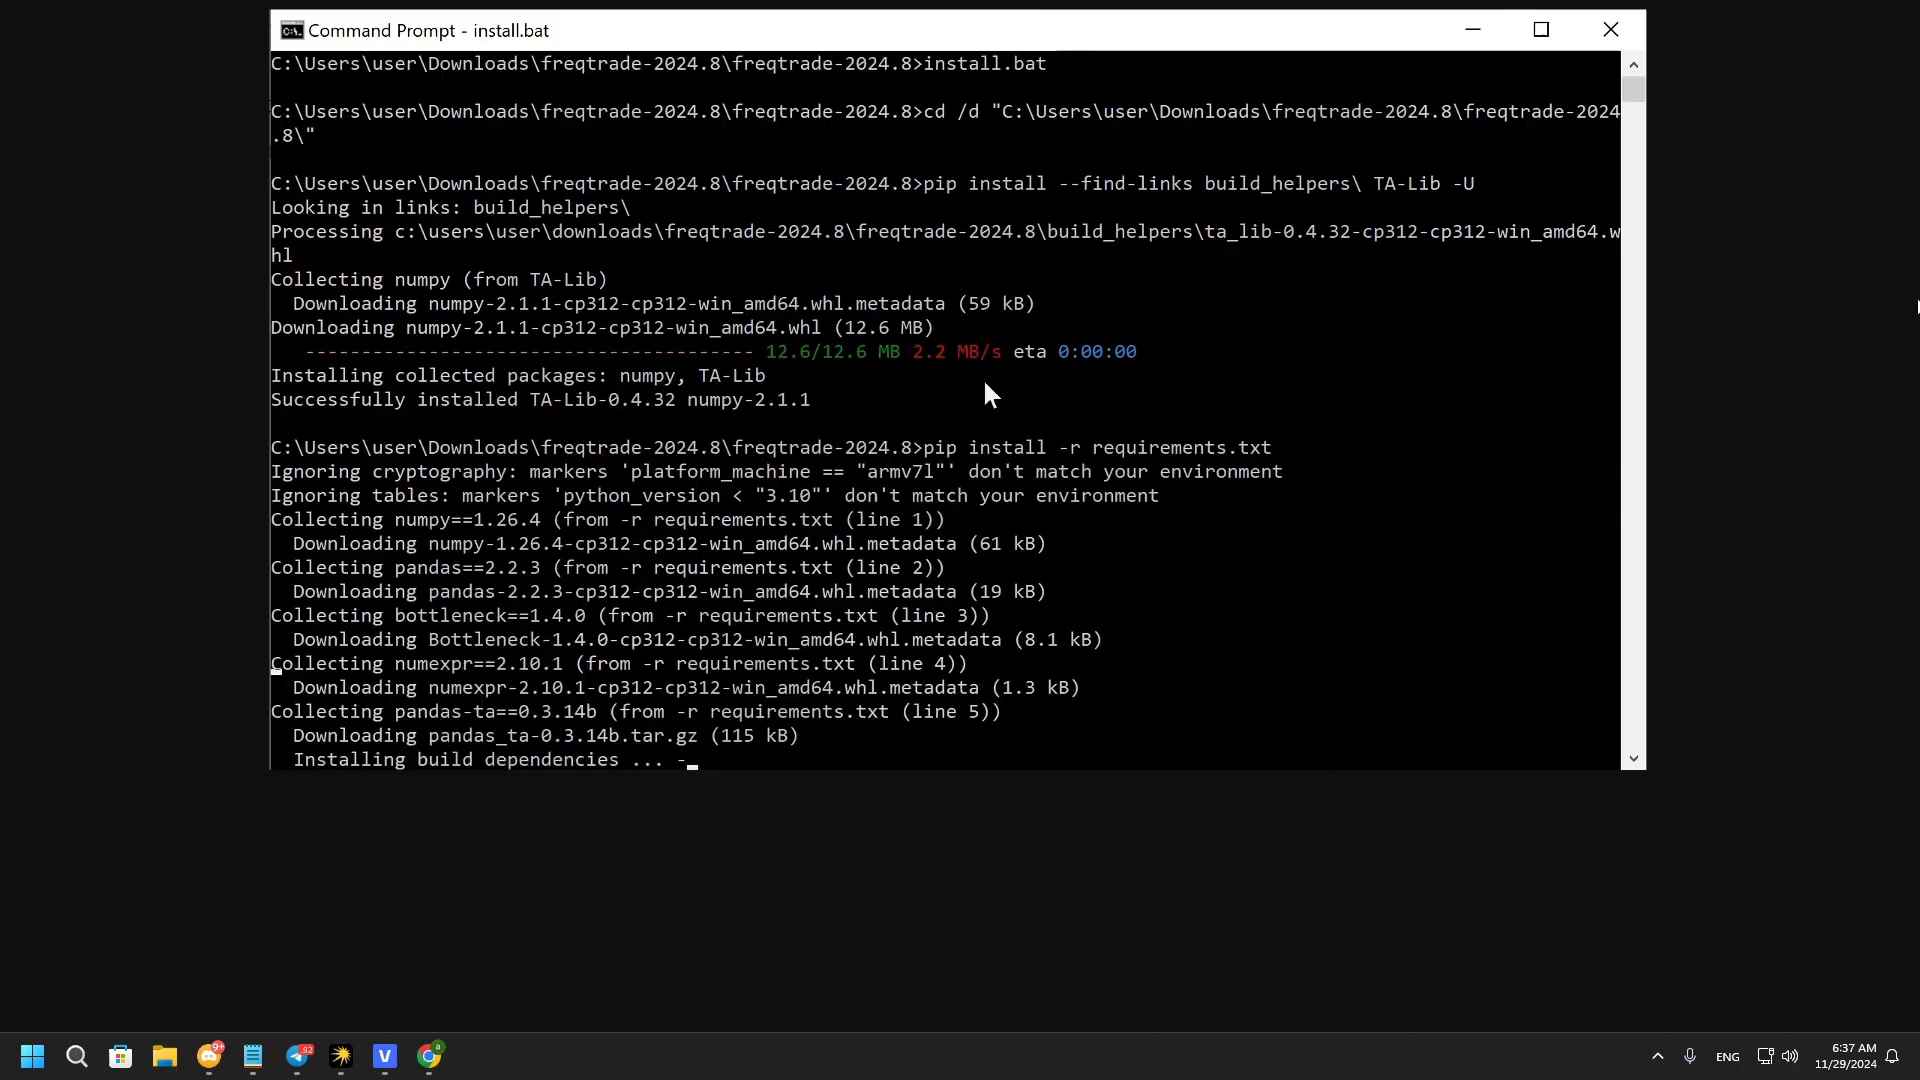 Command Prompt - install.bat
C:\Users\user\Downloads\freqtrade-2024.8\freqtrade-2024.8>install.bat
C:\Users\user\Downloads\freqtrade-2024.8\freqtrade-2024.8>cd /d "C:\Users\user\Downloads\freqtrade-2024.8\freqtrade-2024
.8\"
C:\Users\user\Downloads\freqtrade-2024.8\freqtrade-2024.8>pip install --find-links build_helpers\ TA-Lib -U
Looking in links: build_helpers\
Processing c:\users\user\downloads\freqtrade-2024.8\freqtrade-2024.8\build_helpers\ta_lib-0.4.32-cp312-cp312-win_amd64.w
hl
Collecting numpy (from TA-Lib)
  Downloading numpy-2.1.1-cp312-cp312-win_amd64.whl.metadata (59 kB)
Downloading numpy-2.1.1-cp312-cp312-win_amd64.whl (12.6 MB)
   ---------------------------------------- 12.6/12.6 MB 2.2 MB/s eta 0:00:00
Installing collected packages: numpy, TA-Lib
Successfully installed TA-Lib-0.4.32 numpy-2.1.1
C:\Users\user\Downloads\freqtrade-2024.8\freqtrade-2024.8>pip install -r requirements.txt
Ignoring cryptography: markers 'platform_machine == "armv7l"' don't match your environment
Ignoring tables: markers 'python_version < "3.10"' don't match your environment
Collecting numpy==1.26.4 (from -r requirements.txt (line 1))
  Downloading numpy-1.26.4-cp312-cp312-win_amd64.whl.metadata (61 kB)
Collecting pandas==2.2.3 (from -r requirements.txt (line 2))
  Downloading pandas-2.2.3-cp312-cp312-win_amd64.whl.metadata (19 kB)
Collecting bottleneck==1.4.0 (from -r requirements.txt (line 3))
  Downloading Bottleneck-1.4.0-cp312-cp312-win_amd64.whl.metadata (8.1 kB)
Collecting numexpr==2.10.1 (from -r requirements.txt (line 4))
  Downloading numexpr-2.10.1-cp312-cp312-win_amd64.whl.metadata (1.3 kB)
Collecting pandas-ta==0.3.14b (from -r requirements.txt (line 5))
  Downloading pandas_ta-0.3.14b.tar.gz (115 kB)
  Installing build dependencies ... -
9+
92
V
a
ENG
6:37 AM
11/29/2024